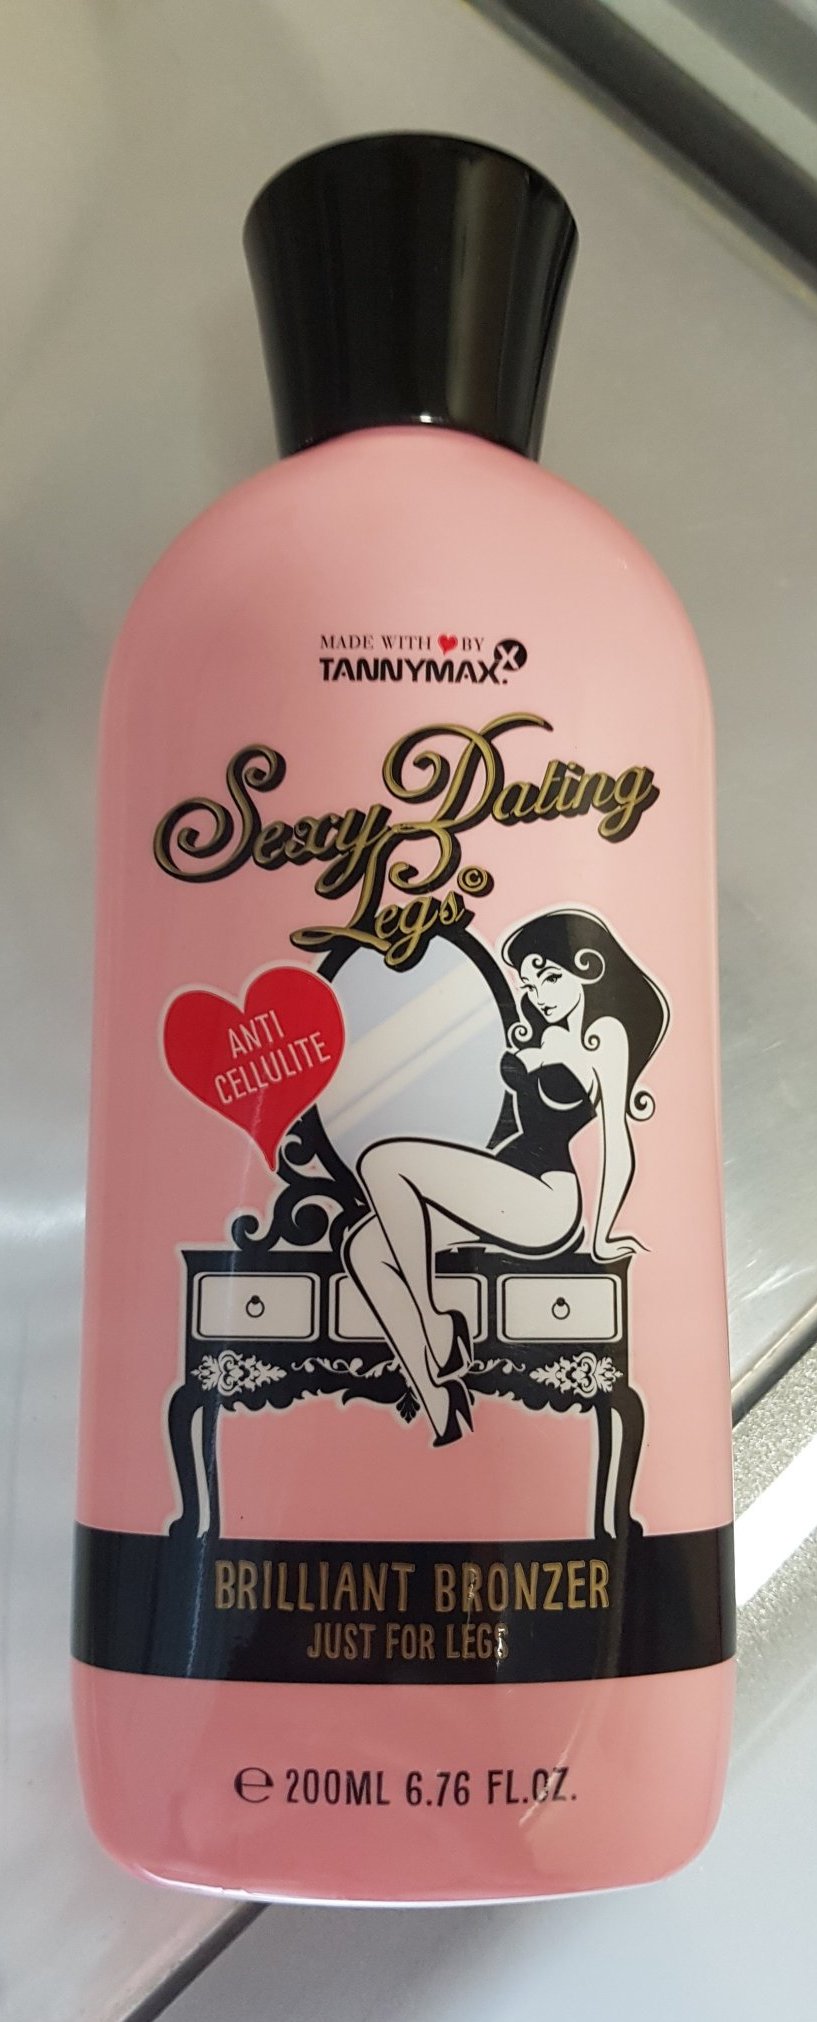 MADE WITH BY
TANNYMAX.X
Sexy Dating
Legs©
ANTI
CELLULITE
BRILLIANT BRONZER
JUST FOR LEGS
℮ 200ML 6.76 FL.OZ.